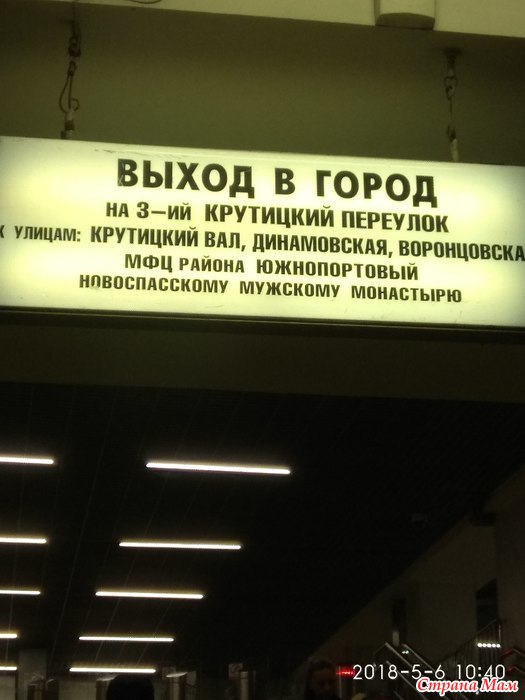 ВЫХОД В ГОРОД
НА 3-ИЙ КРУТИЦКИЙ ПЕРЕУЛОК
К УЛИЦАМ: КРУТИЦКИЙ ВАЛ, ДИНАМОВСКАЯ, ВОРОНЦОВСКА
МФЦ РАЙОНА ЮЖНОПОРТОВЫЙ
НОВОСПАССКОМУ МУЖСКОМУ МОНАСТЫРЮ
2018-5-6 10:40
Страна Мам